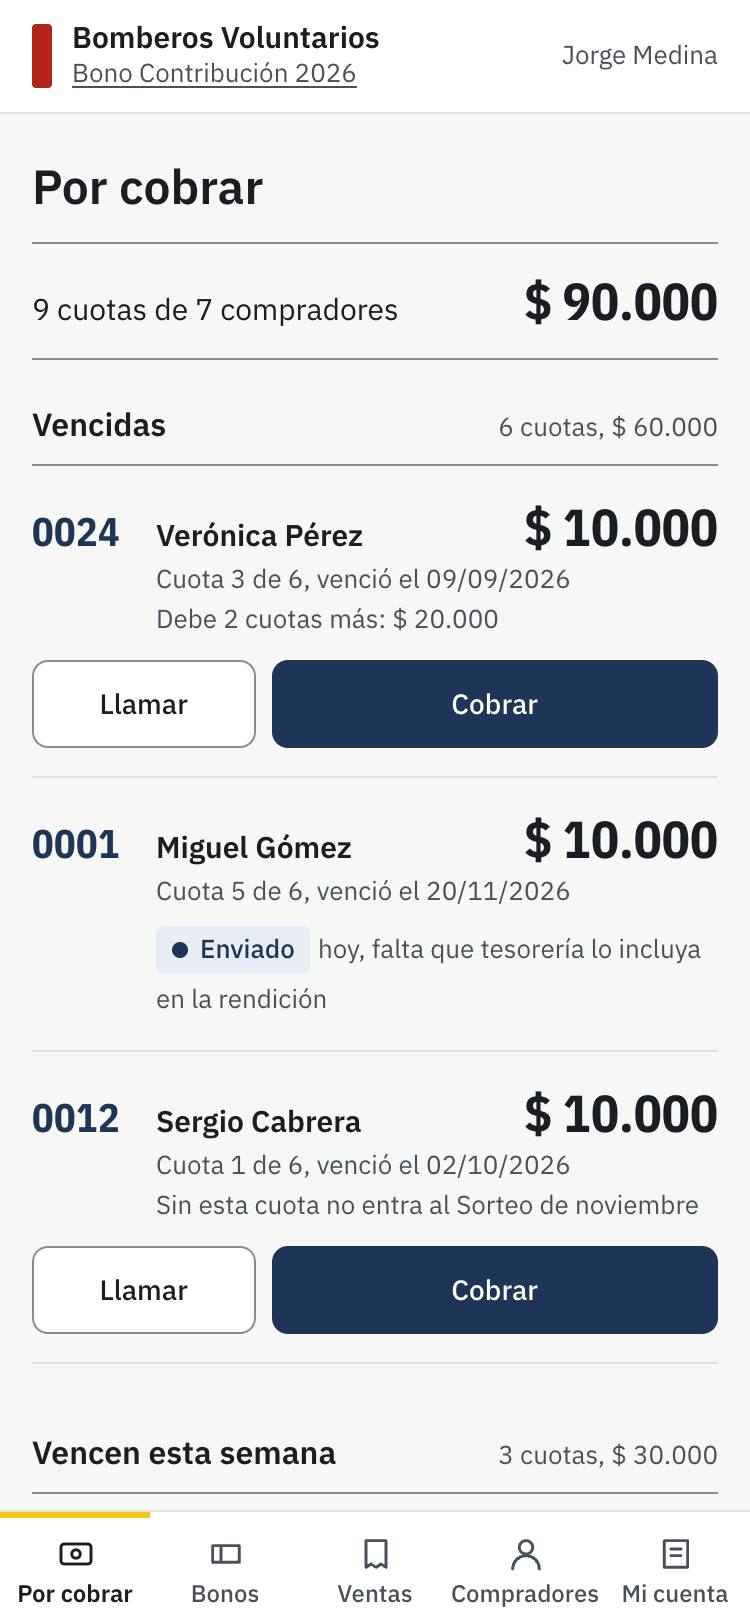 Bomberos Voluntarios
Bono Contribución 2026
Jorge Medina
Por cobrar
9 cuotas de 7 compradores
$ 90.000
Vencidas
6 cuotas, $ 60.000
0024
Verónica Pérez
$ 10.000
Cuota 3 de 6, venció el 09/09/2026
Debe 2 cuotas más: $ 20.000
Llamar
Cobrar
0001
Miguel Gómez
$ 10.000
Cuota 5 de 6, venció el 20/11/2026
Enviado hoy, falta que tesorería lo incluya
en la rendición
0012
Sergio Cabrera
$ 10.000
Cuota 1 de 6, venció el 02/10/2026
Sin esta cuota no entra al Sorteo de noviembre
Llamar
Cobrar
Vencen esta semana
3 cuotas, $ 30.000
Por cobrar
Bonos
Ventas
Compradores
Mi cuenta